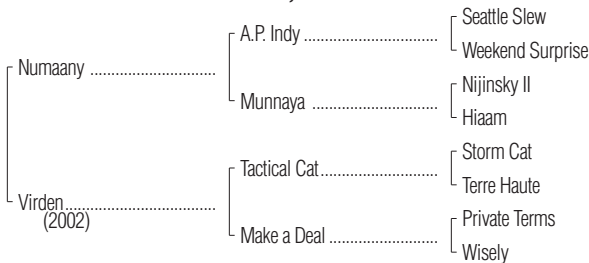 Seattle Slew
A.P. Indy ................................
Weekend Surprise
Numaany ..............................
Nijinsky II
Munnaya ..............................
Hiaam
Storm Cat
Tactical Cat............................
Terre Haute
Virden....................................
(2002)
Private Terms
Make a Deal ..........................
Wisely